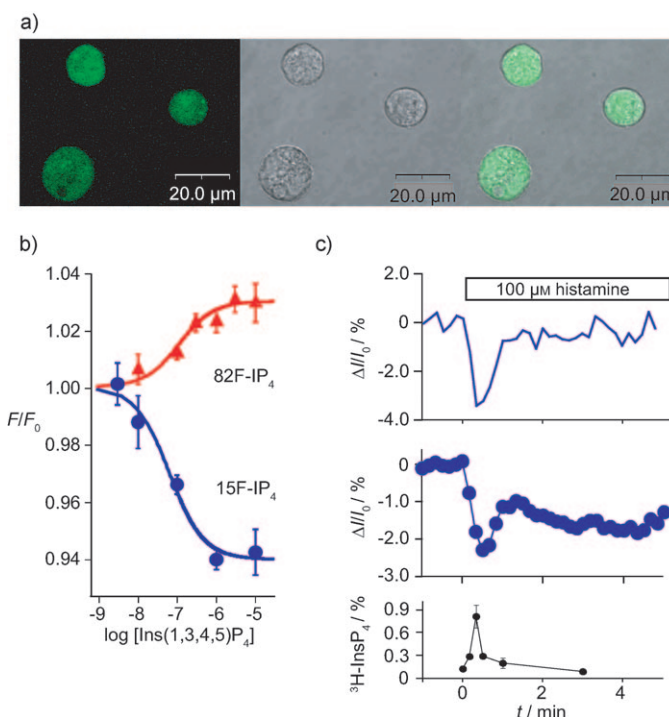 a)
20.0 µm 20.0 µm 20.0 µm
b)
1.04
1.02
1.00
0.98
0.96
0.94
F/F₀
82F-IP₄
15F-IP₄
-9 -8 -7 -6 -5
log [Ins(1,3,4,5)P₄]
c)
2.0
0
-2.0
-4.0
ΔI/I₀ / %
100 µM histamine
0
-1.0
-2.0
-3.0
ΔI/I₀ / %
0.9
0.6
0.3
0
³H-InsP₄ / %
0 2 4
t / min